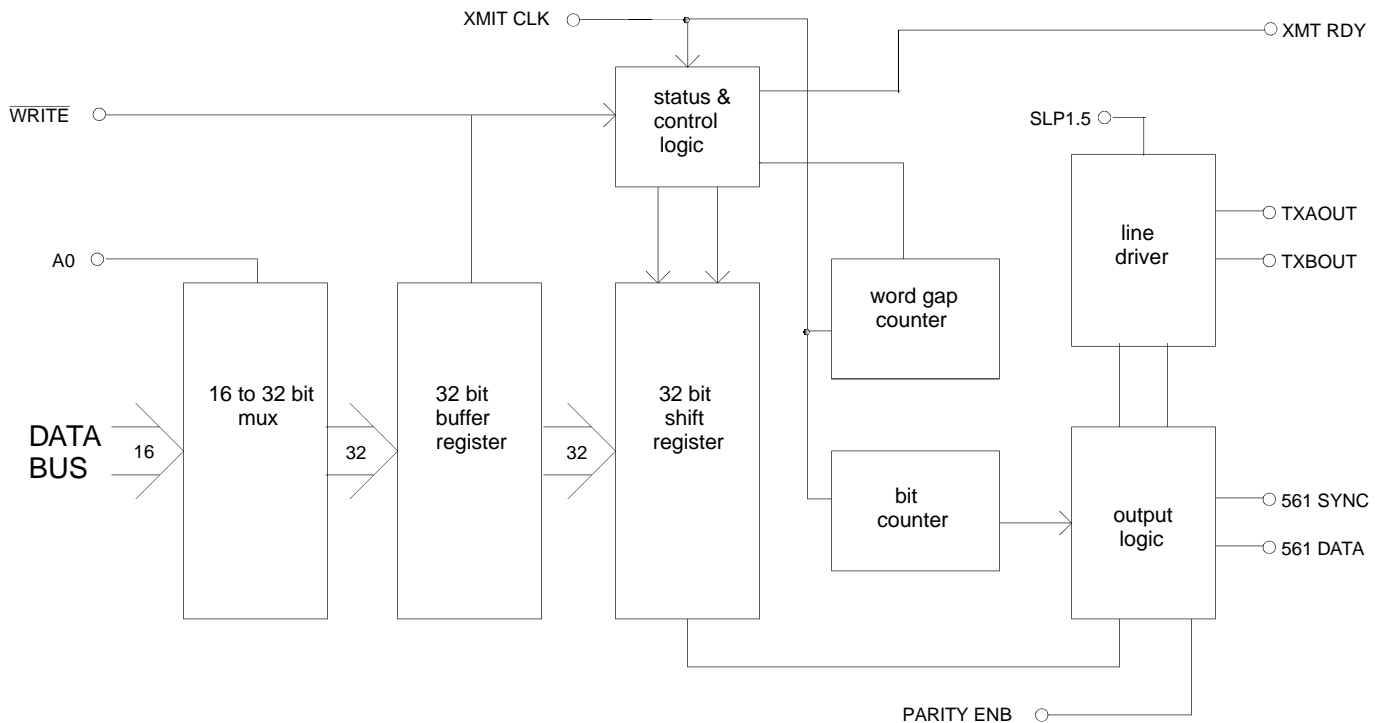 XMIT CLK
XMT RDY
WRITE
status &
control
logic
SLP1.5
TXAOUT
line
driver
TXBOUT
A0
word gap
counter
16 to 32 bit
mux
32 bit
buffer
register
32 bit
shift
register
DATA
BUS
16
32
32
bit
counter
output
logic
561 SYNC
561 DATA
PARITY ENB